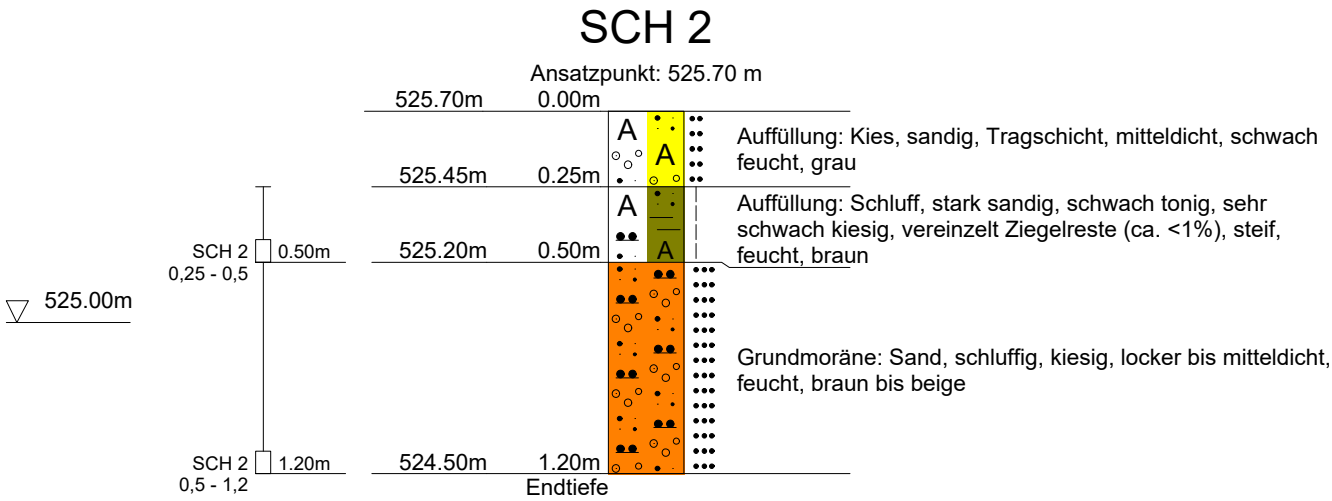 SCH 2
Ansatzpunkt: 525.70 m
525.70m 0.00m
A
A
Auffüllung: Kies, sandig, Tragschicht, mitteldicht, schwach
feucht, grau
525.45m 0.25m
A
A
Auffüllung: Schluff, stark sandig, schwach tonig, sehr
schwach kiesig, vereinzelt Ziegelreste (ca. <1%), steif,
feucht, braun
SCH 2 0.50m
0,25 - 0,5
525.20m 0.50m
525.00m
Grundmoräne: Sand, schluffig, kiesig, locker bis mitteldicht,
feucht, braun bis beige
SCH 2 1.20m
0,5 - 1,2
524.50m 1.20m
Endtiefe